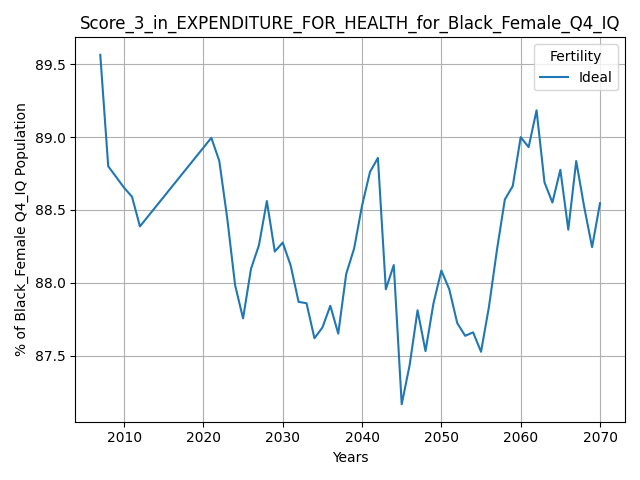 Score_3_in_EXPENDITURE_FOR_HEALTH_for_Black_Female_Q4_IQ
Fertility
Ideal
89.5
89.0
88.5
88.0
87.5
% of Black_Female Q4_IQ Population
2010 2020 2030 2040 2050 2060 2070
Years